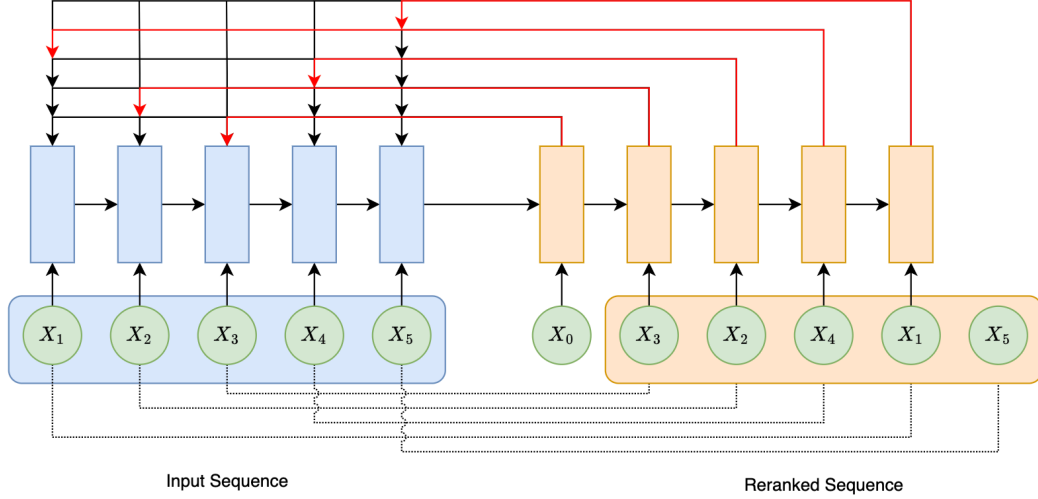 X₁ X₂ X₃ X₄ X₅ X₀ X₃ X₂ X₄ X₁ X₅
Input Sequence
Reranked Sequence